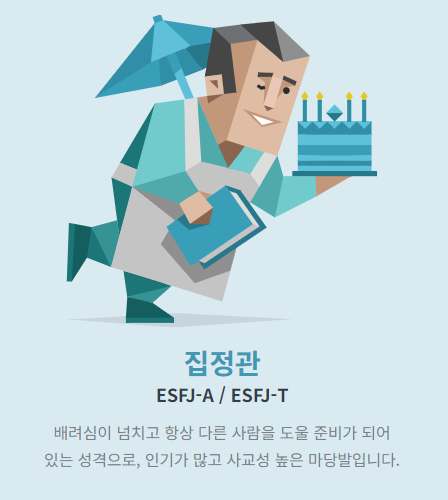 집정관
ESFJ-A / ESFJ-T
배려심이 넘치고 항상 다른 사람을 도울 준비가 되어
있는 성격으로, 인기가 많고 사교성 높은 마당발입니다.